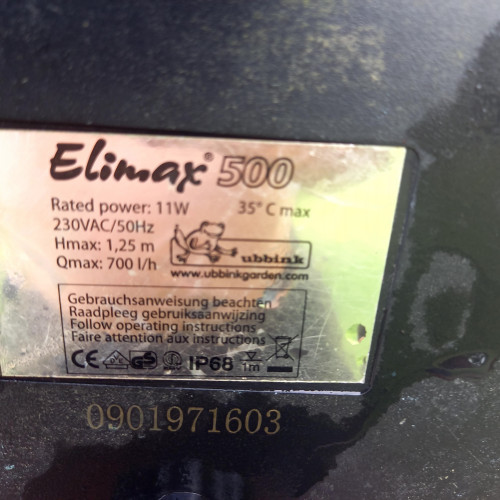 Elimax® 500
Rated power: 11W 35° C max
230VAC/50Hz
Hmax: 1,25 m
Qmax: 700 l/h
ubbink
www.ubbinkgarden.com
Gebrauchsanweisung beachten
Raadpleeg gebruiksaanwijzing
Follow operating instructions
Faire attention aux instructions
CE GS IP68 1m
0901971603